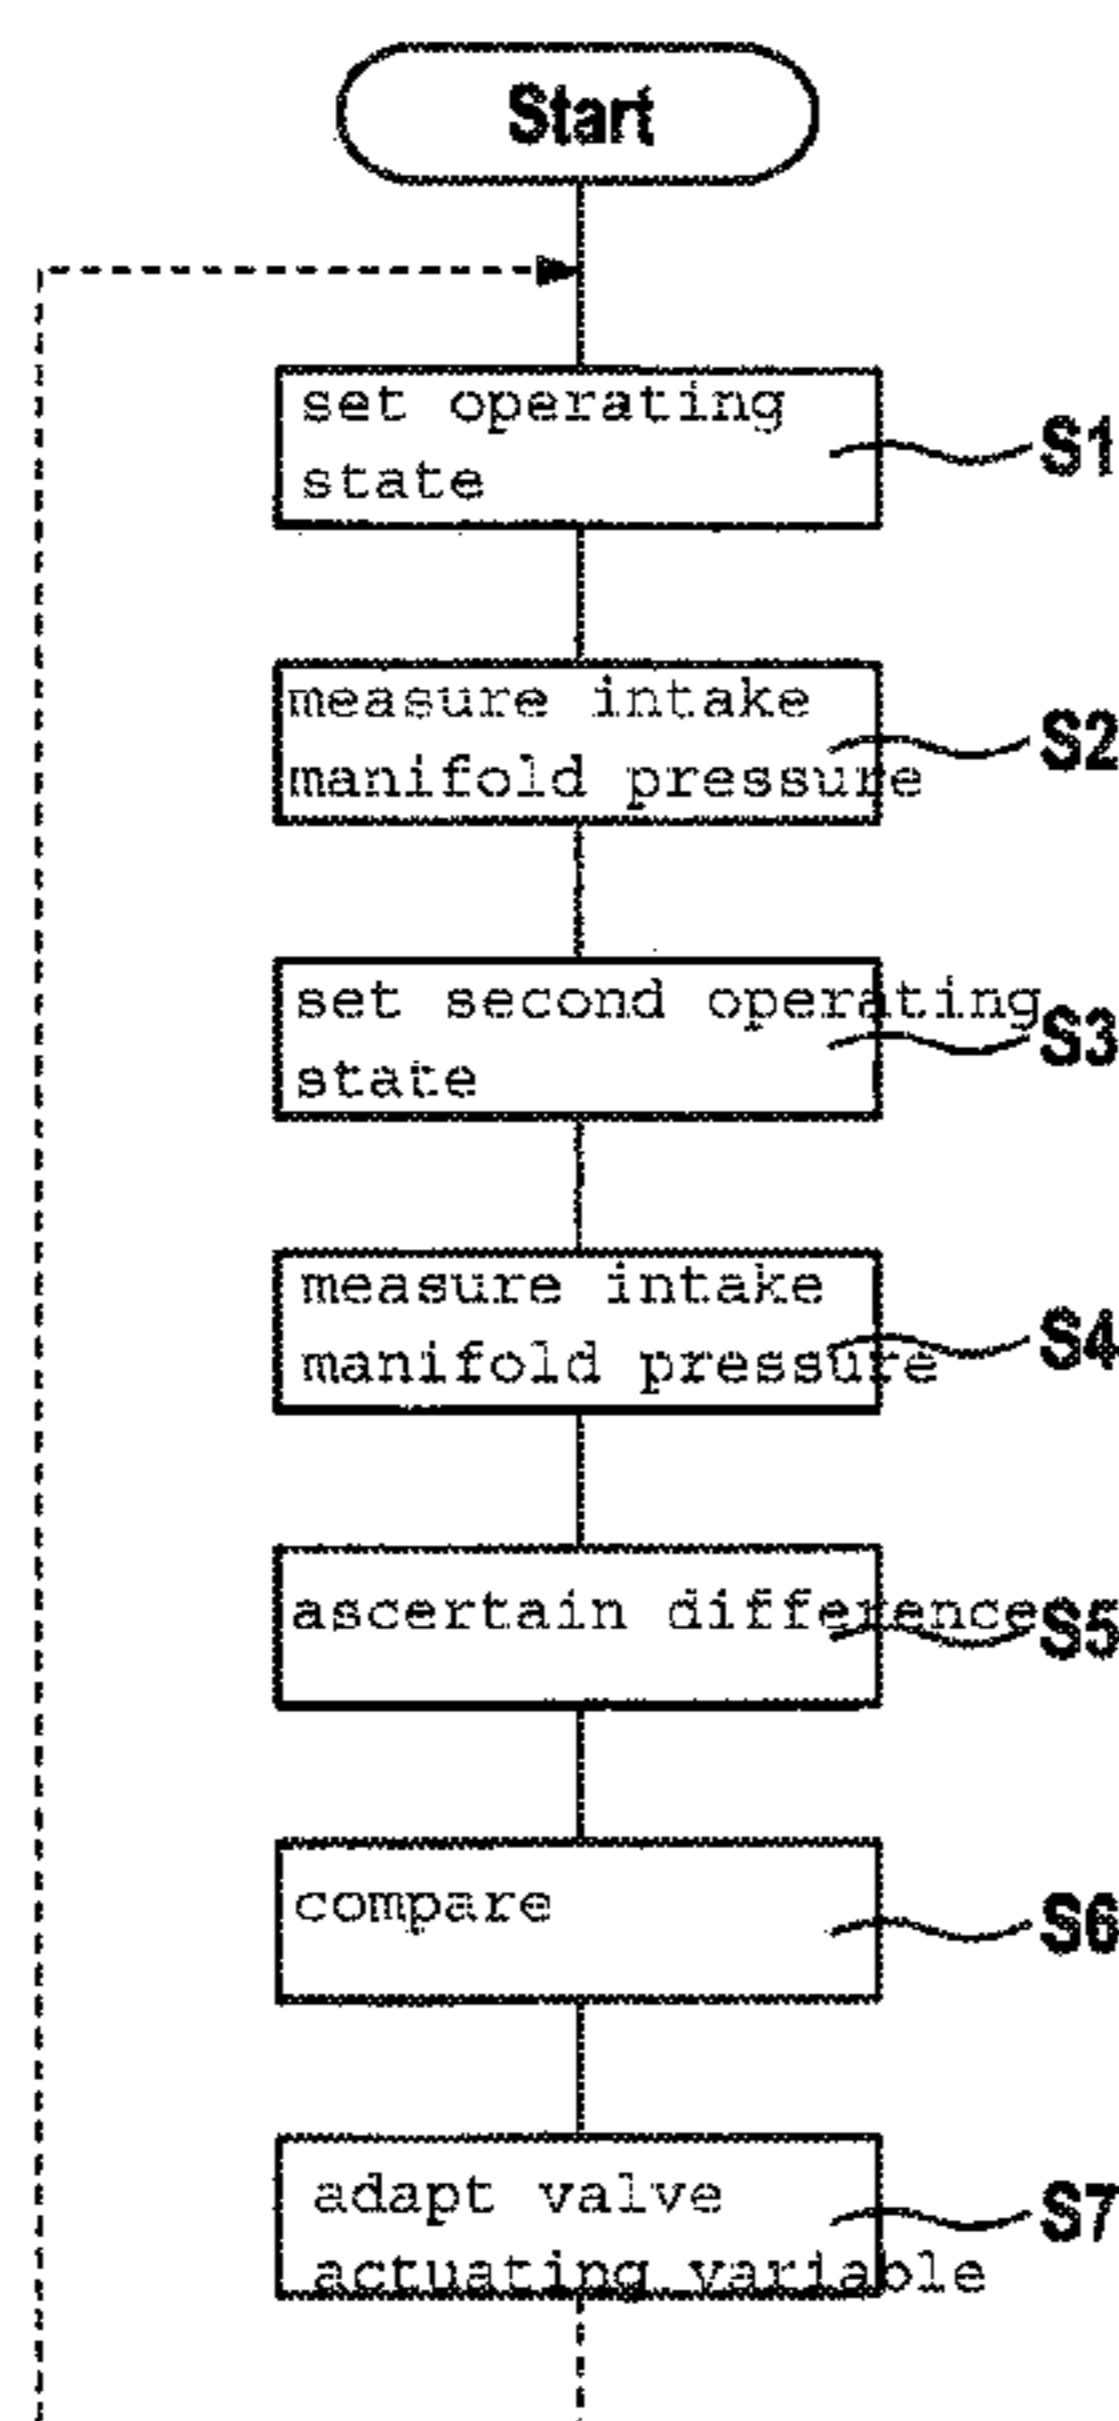 Start
set operating
state
S1
measure intake
manifold pressure
S2
set second operating
state
S3
measure intake
manifold pressure
S4
ascertain difference
S5
compare
S6
adapt valve
actuating variable
S7